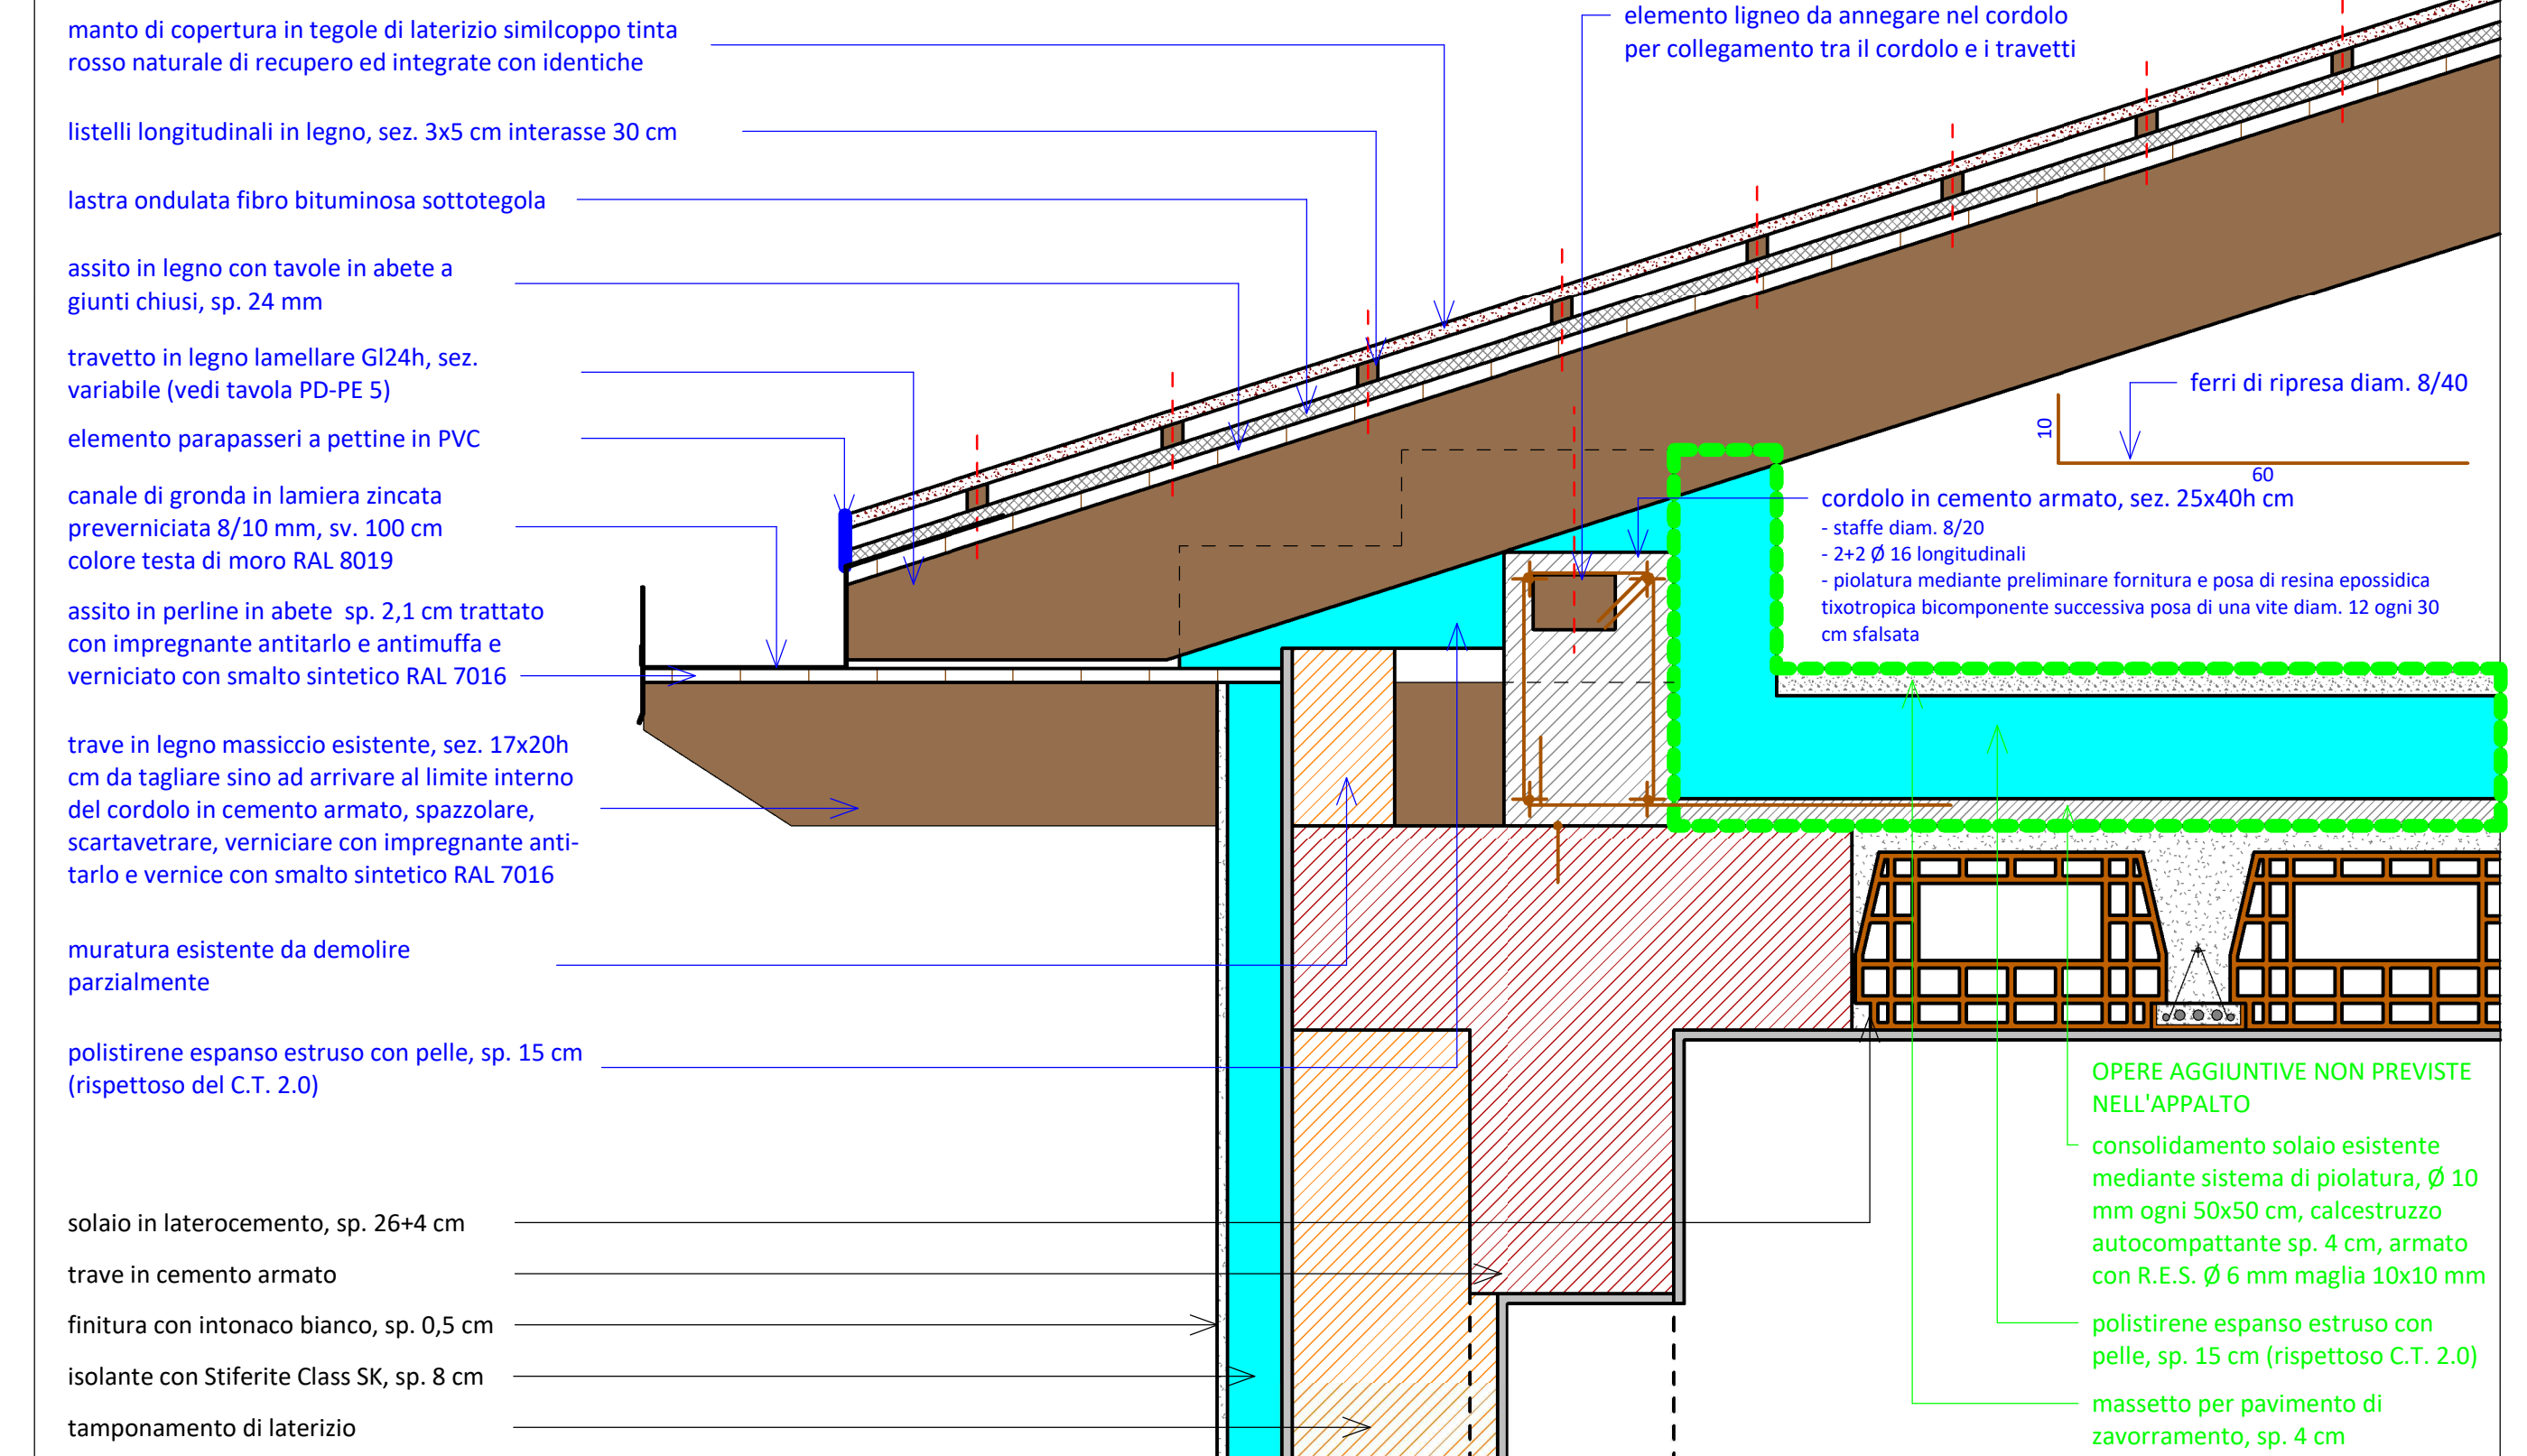 manto di copertura in tegole di laterizio similcoppo tinta
rosso naturale di recupero ed integrate con identiche
listelli longitudinali in legno, sez. 3x5 cm interasse 30 cm
lastra ondulata fibro bituminosa sottotegola
assito in legno con tavole in abete a
giunti chiusi, sp. 24 mm
travetto in legno lamellare Gl24h, sez.
variabile (vedi tavola PD-PE 5)
elemento parapasseri a pettine in PVC
canale di gronda in lamiera zincata
preverniciata 8/10 mm, sv. 100 cm
colore testa di moro RAL 8019
assito in perline in abete  sp. 2,1 cm trattato
con impregnante antitarlo e antimuffa e
verniciato con smalto sintetico RAL 7016
trave in legno massiccio esistente, sez. 17x20h
cm da tagliare sino ad arrivare al limite interno
del cordolo in cemento armato, spazzolare,
scartavetrare, verniciare con impregnante anti-
tarlo e vernice con smalto sintetico RAL 7016
muratura esistente da demolire
parzialmente
polistirene espanso estruso con pelle, sp. 15 cm
(rispettoso del C.T. 2.0)
solaio in laterocemento, sp. 26+4 cm
trave in cemento armato
finitura con intonaco bianco, sp. 0,5 cm
isolante con Stiferite Class SK, sp. 8 cm
tamponamento di laterizio
elemento ligneo da annegare nel cordolo
per collegamento tra il cordolo e i travetti
ferri di ripresa diam. 8/40
10
60
cordolo in cemento armato, sez. 25x40h cm
- staffe diam. 8/20
- 2+2 Ø 16 longitudinali
- piolatura mediante preliminare fornitura e posa di resina epossidica
tixotropica bicomponente successiva posa di una vite diam. 12 ogni 30
cm sfalsata
OPERE AGGIUNTIVE NON PREVISTE
NELL'APPALTO
consolidamento solaio esistente
mediante sistema di piolatura, Ø 10
mm ogni 50x50 cm, calcestruzzo
autocompattante sp. 4 cm, armato
con R.E.S. Ø 6 mm maglia 10x10 mm
polistirene espanso estruso con
pelle, sp. 15 cm (rispettoso C.T. 2.0)
massetto per pavimento di
zavorramento, sp. 4 cm